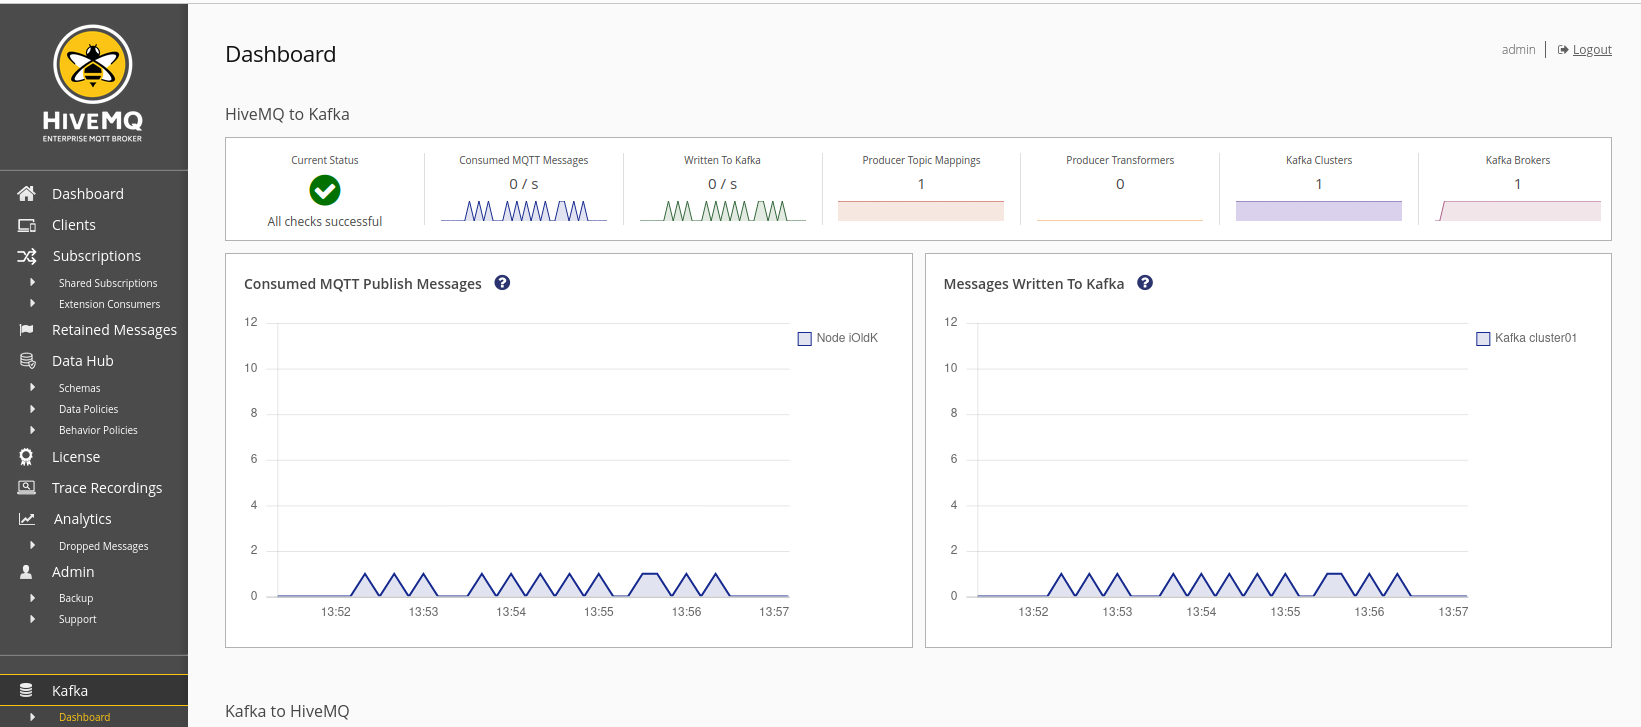 HiveMQ
ENTERPRISE MQTT BROKER
Dashboard
Clients
Subscriptions
Shared Subscriptions
Extension Consumers
Retained Messages
Data Hub
Schemas
Data Policies
Behavior Policies
License
Trace Recordings
Analytics
Dropped Messages
Admin
Backup
Support
Kafka
Dashboard
Dashboard
admin Logout
HiveMQ to Kafka
Current Status
All checks successful
Consumed MQTT Messages
0 / s
Written To Kafka
0 / s
Producer Topic Mappings
1
Producer Transformers
0
Kafka Clusters
1
Kafka Brokers
1
Consumed MQTT Publish Messages ?
12
10
8
6
4
2
0
13:52 13:53 13:54 13:55 13:56 13:57
Node iOldK
Messages Written To Kafka ?
12
10
8
6
4
2
0
13:52 13:53 13:54 13:55 13:56 13:57
Kafka cluster01
Kafka to HiveMQ